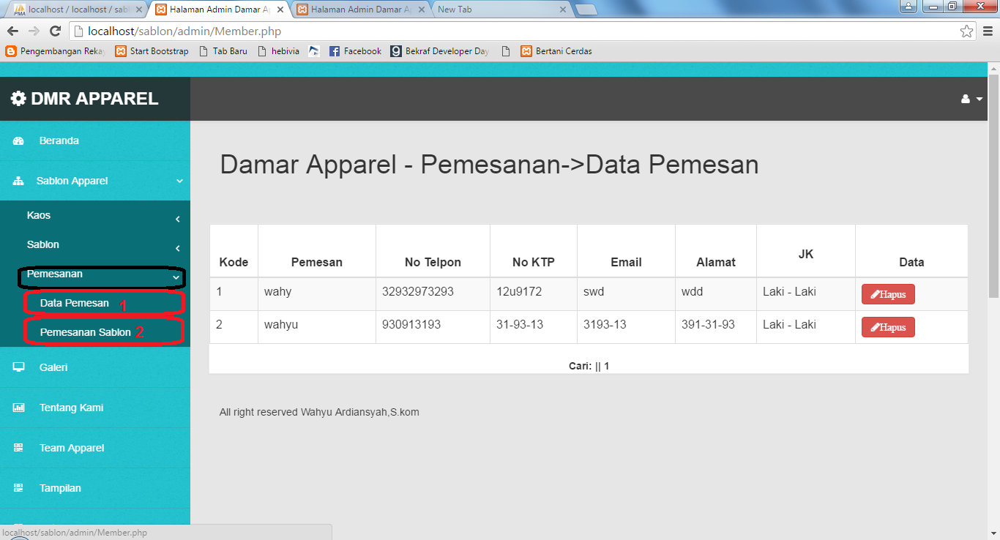 localhost / localhost / sabl
Halaman Admin Damar A
Halaman Admin Damar A
New Tab
localhost/sablon/admin/Member.php
Pengembangan Reka
Start Bootstrap
Tab Baru
hebivia
Facebook
Bekraf Developer Day
Bertani Cerdas
DMR APPAREL
Beranda
Sablon Apparel
Kaos
Sablon
Pemesanan
Data Pemesan 1
Pemesanan Sablon 2
Galeri
Tentang Kami
Team Apparel
Tampilan
Damar Apparel - Pemesanan->Data Pemesan
Kode Pemesan No Telpon No KTP Email Alamat JK Data
1 wahy 32932973293 12u9172 swd wdd Laki - Laki Hapus
2 wahyu 930913193 31-93-13 3193-13 391-31-93 Laki - Laki Hapus
Cari: || 1
All right reserved Wahyu Ardiansyah,S.kom
localhost/sablon/admin/Member.php